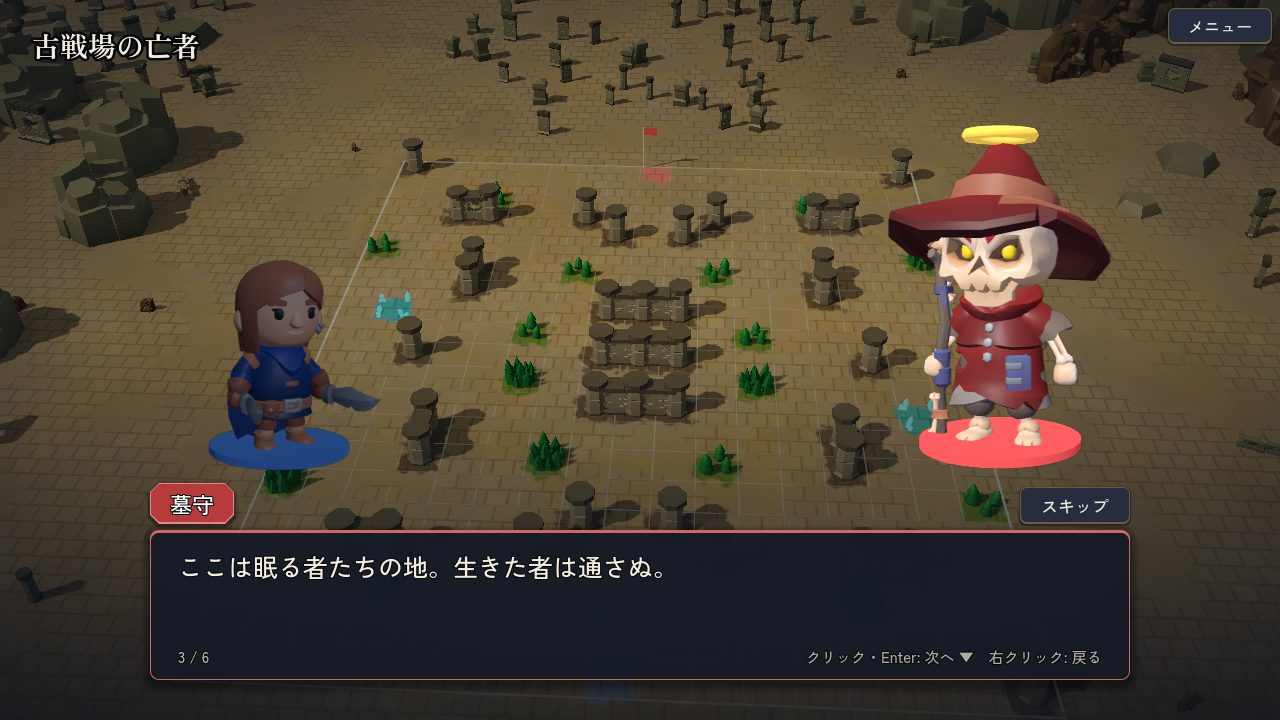 古戦場の亡者
メニュー
墓守
スキップ
ここは眠る者たちの地。生きた者は通さぬ。
3 / 6
クリック・Enter: 次へ ▼ 右クリック: 戻る